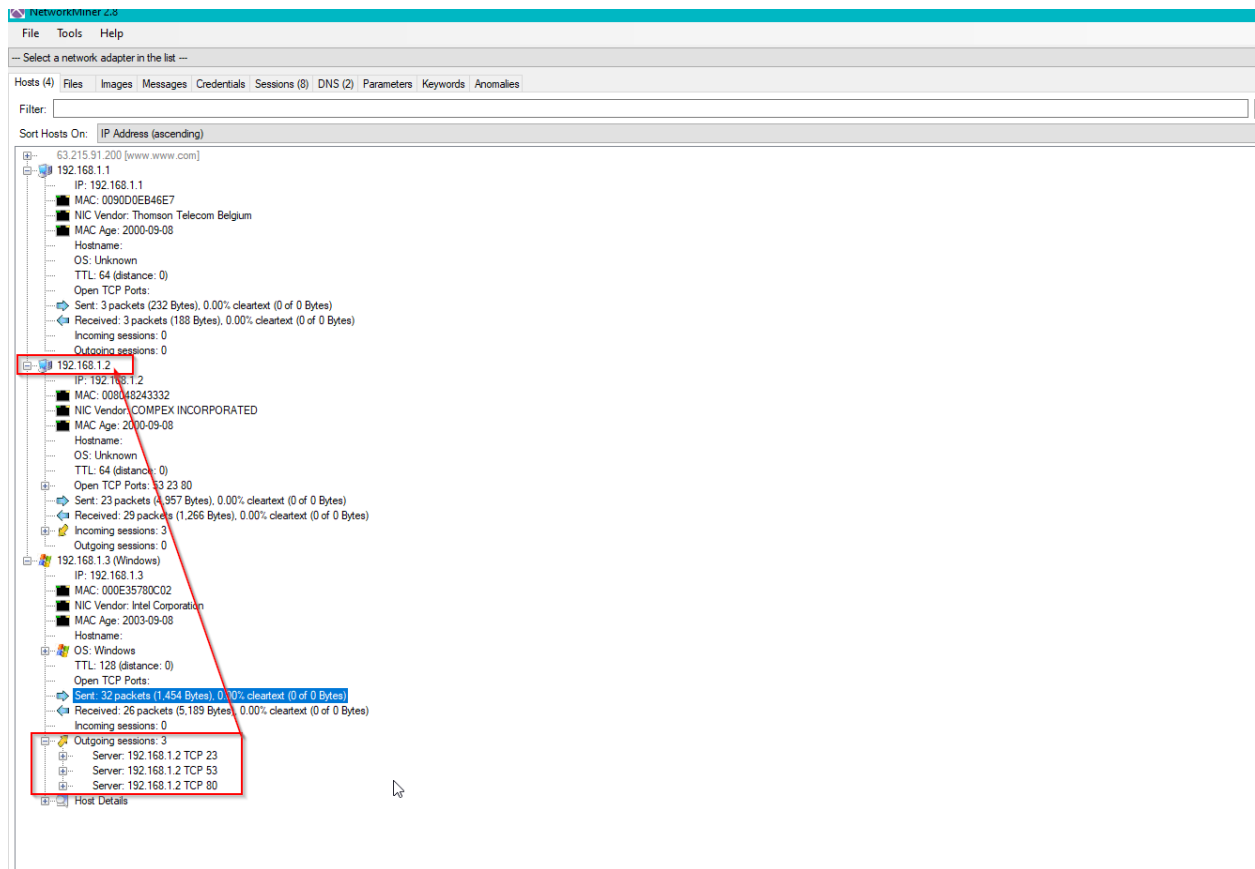 NetworkMiner 2.8
File Tools Help
--- Select a network adapter in the list ---
Hosts (4) Files Images Messages Credentials Sessions (8) DNS (2) Parameters Keywords Anomalies
Filter:
Sort Hosts On: IP Address (ascending)
63.215.91.200 [www.www.com]
192.168.1.1
IP: 192.168.1.1
MAC: 0090D0EB46E7
NIC Vendor: Thomson Telecom Belgium
MAC Age: 2000-09-08
Hostname:
OS: Unknown
TTL: 64 (distance: 0)
Open TCP Ports:
Sent: 3 packets (232 Bytes), 0.00% cleartext (0 of 0 Bytes)
Received: 3 packets (188 Bytes), 0.00% cleartext (0 of 0 Bytes)
Incoming sessions: 0
Outgoing sessions: 0
192.168.1.2
IP: 192.168.1.2
MAC: 008048243332
NIC Vendor: COMPEX INCORPORATED
MAC Age: 2000-09-08
Hostname:
OS: Unknown
TTL: 64 (distance: 0)
Open TCP Ports: 53 23 80
Sent: 23 packets (4,957 Bytes), 0.00% cleartext (0 of 0 Bytes)
Received: 29 packets (1,266 Bytes), 0.00% cleartext (0 of 0 Bytes)
Incoming sessions: 3
Outgoing sessions: 0
192.168.1.3 (Windows)
IP: 192.168.1.3
MAC: 000E35780C02
NIC Vendor: Intel Corporation
MAC Age: 2003-09-08
Hostname:
OS: Windows
TTL: 128 (distance: 0)
Open TCP Ports:
Sent: 32 packets (1,454 Bytes), 0.00% cleartext (0 of 0 Bytes)
Received: 26 packets (5,189 Bytes), 0.00% cleartext (0 of 0 Bytes)
Incoming sessions: 0
Outgoing sessions: 3
Server: 192.168.1.2 TCP 23
Server: 192.168.1.2 TCP 53
Server: 192.168.1.2 TCP 80
Host Details